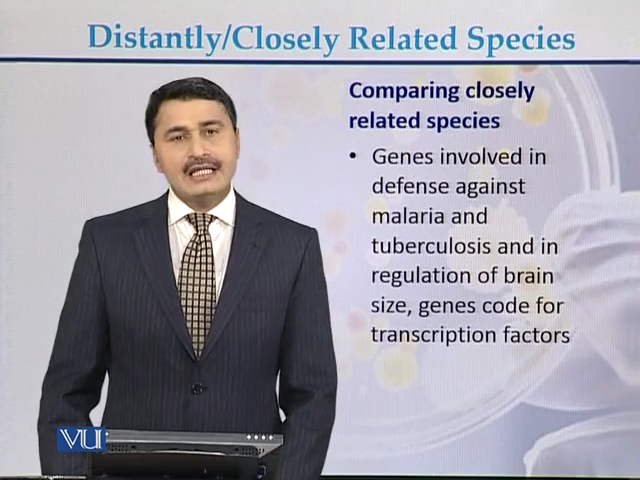 Distantly/Closely Related Species
Comparing closely
related species
• Genes involved in
defense against
malaria and
tuberculosis and in
regulation of brain
size, genes code for
transcription factors
VU